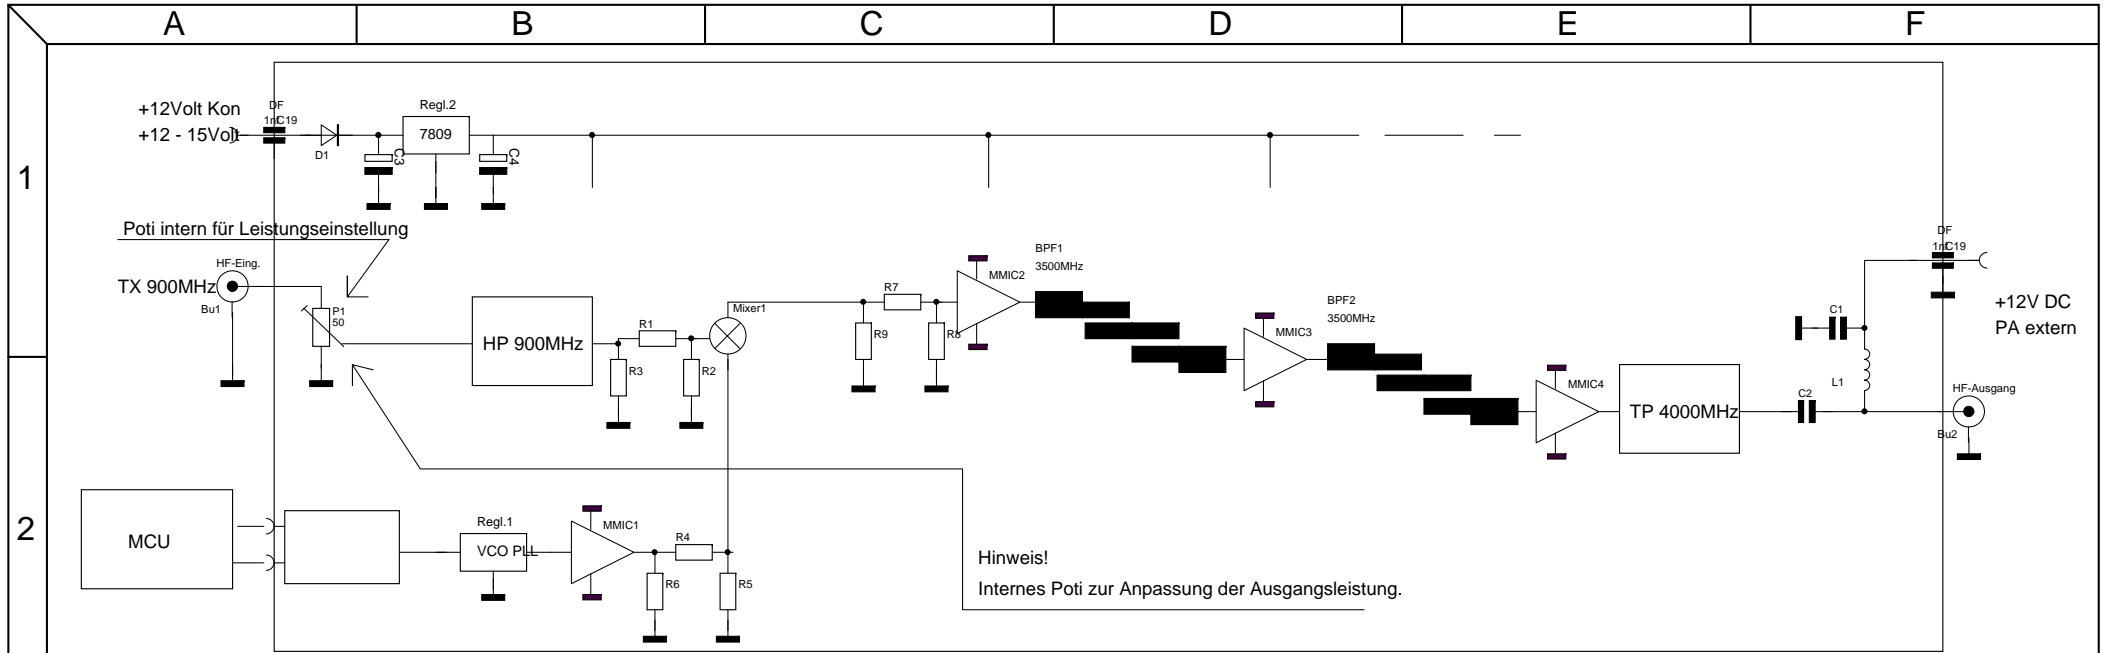 A B C D E F
1
2
+12Volt Kon
+12 - 15Volt
DF
1nf C19
D1
C3
Regl.2
7809
C4
Poti intern für Leistungseinstellung
HF-Eing.
TX 900MHz
Bu1
P1
50
HP 900MHz
R1
R3
R2
Mixer1
R7
R9
R8
MMIC2
BPF1
3500MHz
MMIC3
BPF2
3500MHz
MMIC4
TP 4000MHz
C2
C1
L1
DF
1nf C19
+12V DC
PA extern
HF-Ausgang
Bu2
MCU
Regl.1
VCO PLL
MMIC1
R4
R6
R5
Hinweis!
Internes Poti zur Anpassung der Ausgangsleistung.